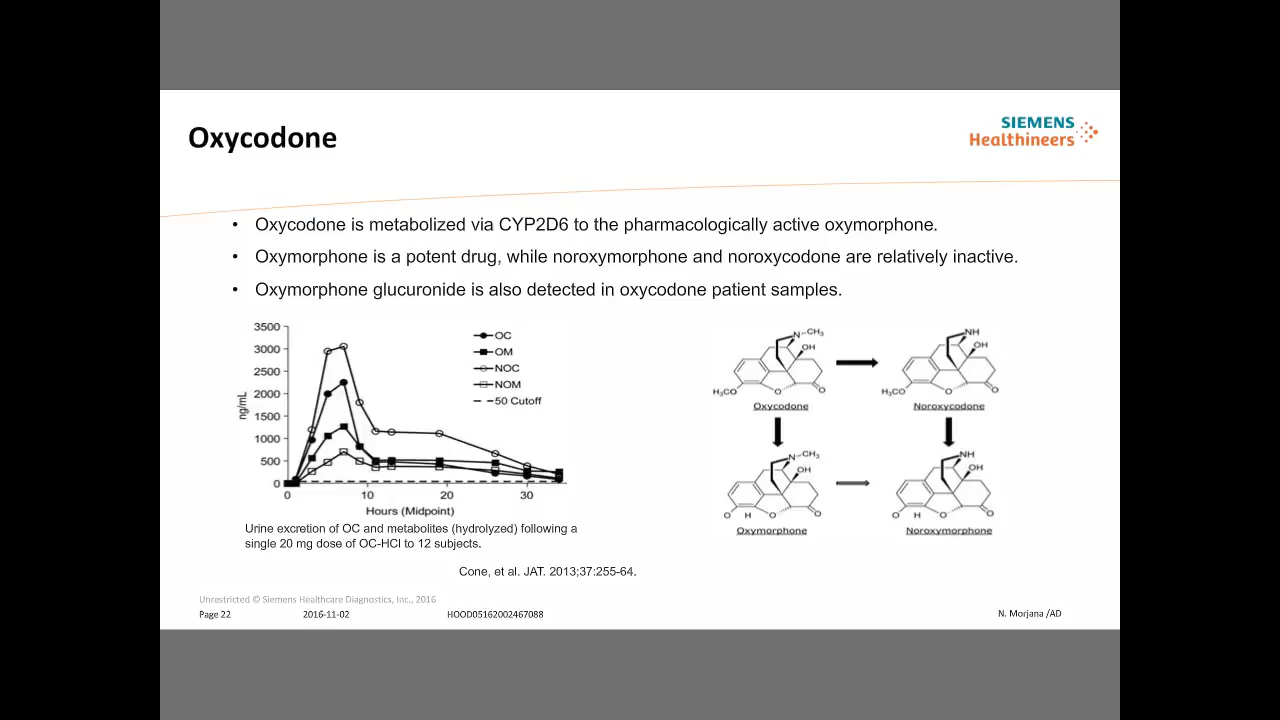 Oxycodone
SIEMENS
Healthineers
• Oxycodone is metabolized via CYP2D6 to the pharmacologically active oxymorphone.
• Oxymorphone is a potent drug, while noroxymorphone and noroxycodone are relatively inactive.
• Oxymorphone glucuronide is also detected in oxycodone patient samples.
3500
3000
2500
2000
1500
1000
500
0
ng/mL
0 10 20 30
Hours (Midpoint)
OC
OM
NOC
NOM
50 Cutoff
Urine excretion of OC and metabolites (hydrolyzed) following a
single 20 mg dose of OC-HCl to 12 subjects.
Cone, et al. JAT. 2013;37:255-64.
N CH₃
OH
H₃CO O O
Oxycodone
NH
OH
H₃CO O O
Noroxycodone
N CH₃
OH
O H O O
Oxymorphone
NH
OH
O H O O
Noroxymorphone
Unrestricted © Siemens Healthcare Diagnostics, Inc., 2016
Page 22 2016-11-02 HOOD05162002467088 N. Morjana /AD